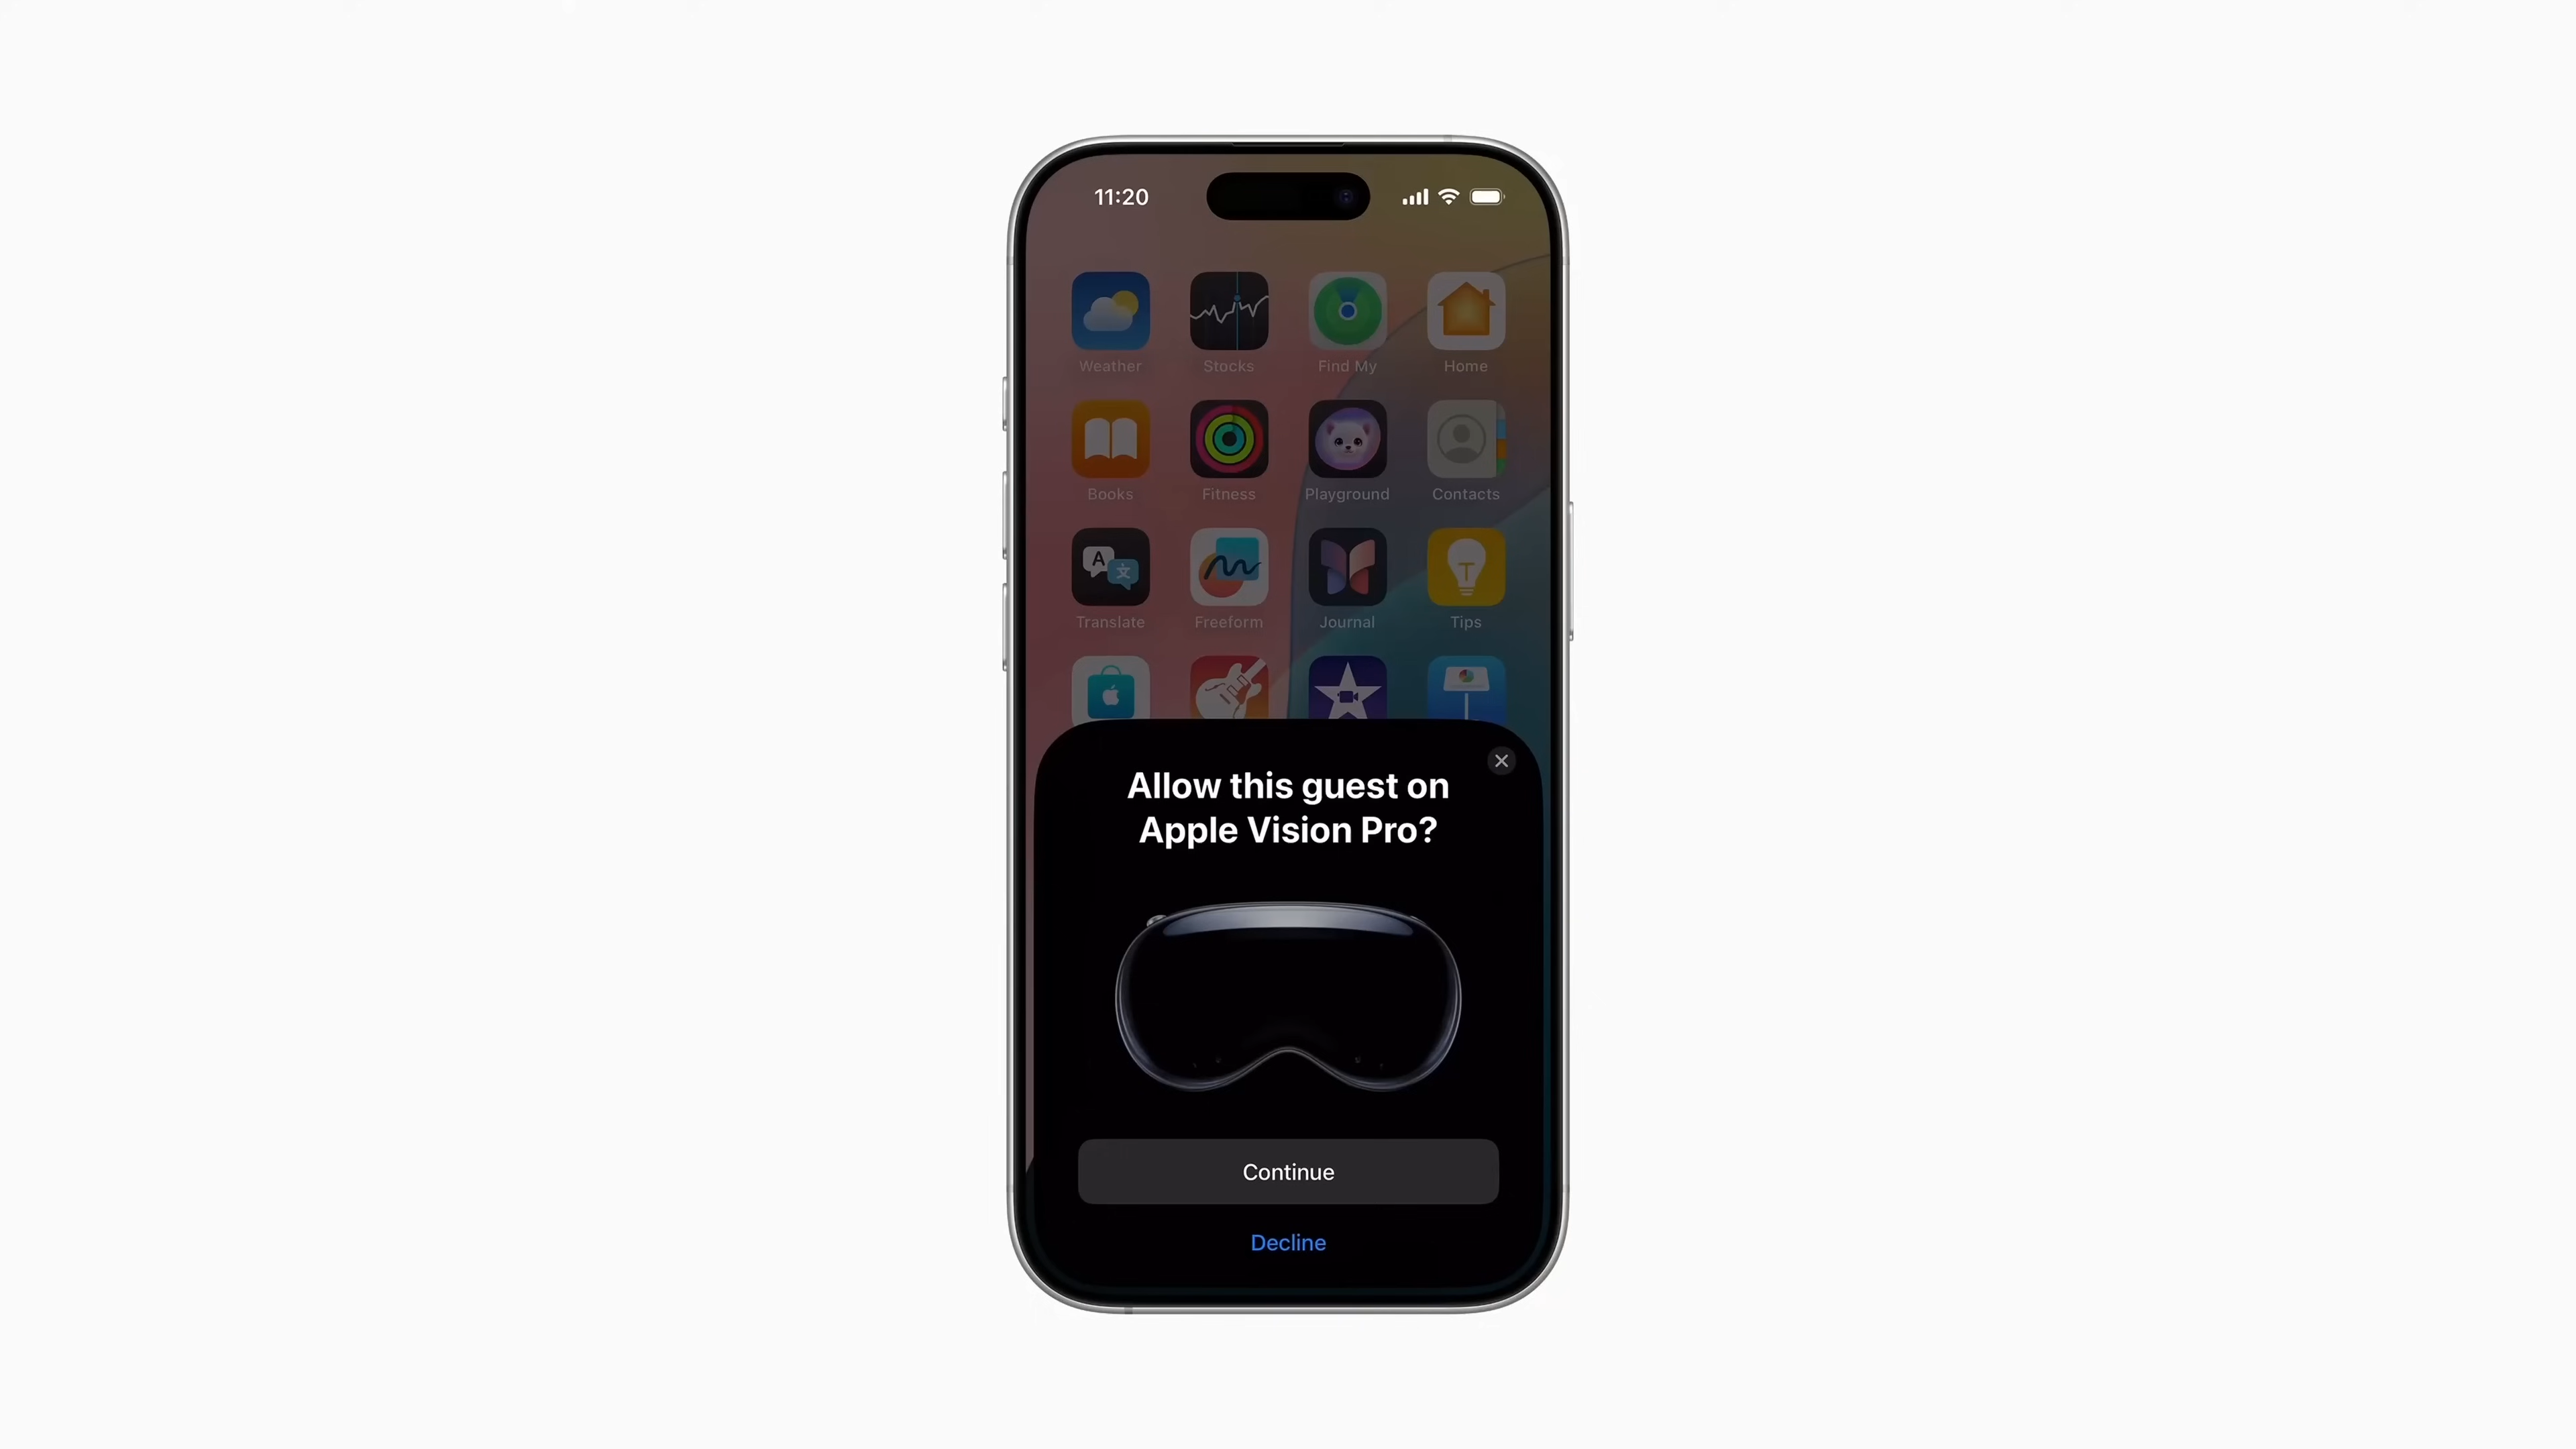 11:20
Weather Stocks Find My Home
Books Fitness Playground Contacts
A 文
Translate Freeform Journal Tips
Allow this guest on
Apple Vision Pro?
Continue
Decline